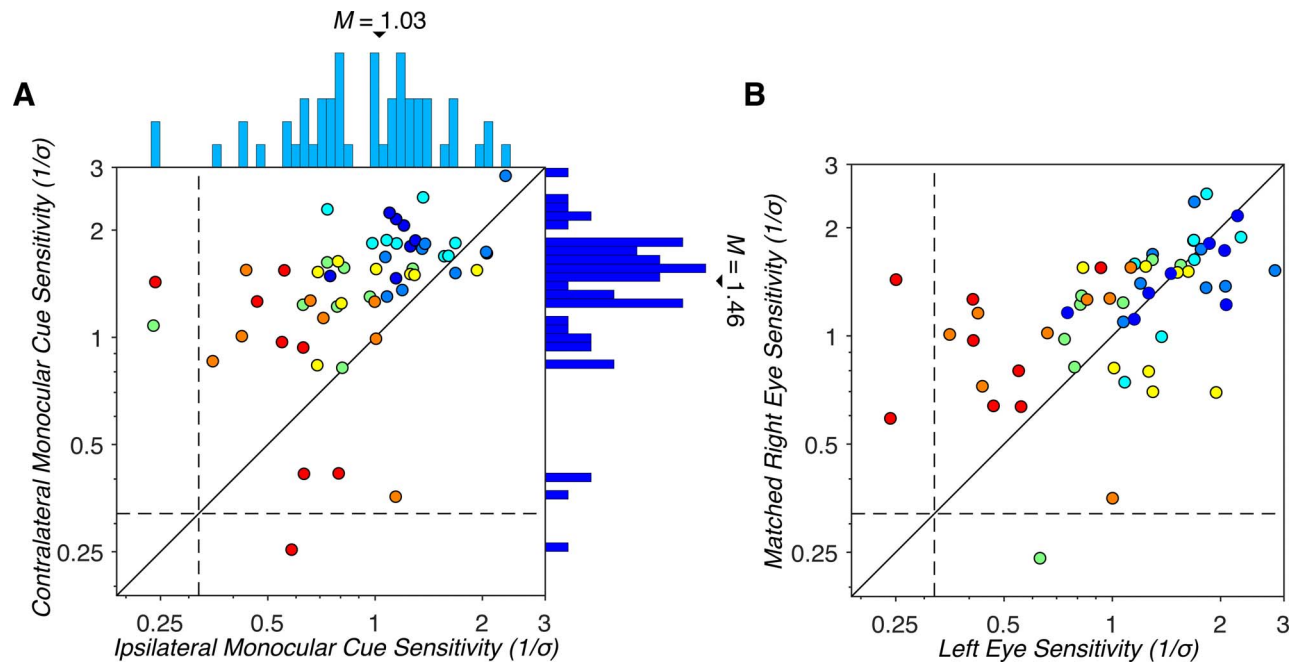 M = 1.03
A
Contralateral Monocular Cue Sensitivity (1/σ)
3
2
1
0.5
0.25
0.25
0.5
1
2
3
Ipsilateral Monocular Cue Sensitivity (1/σ)
M = 1.46
B
Matched Right Eye Sensitivity (1/σ)
3
2
1
0.5
0.25
0.25
0.5
1
2
3
Left Eye Sensitivity (1/σ)